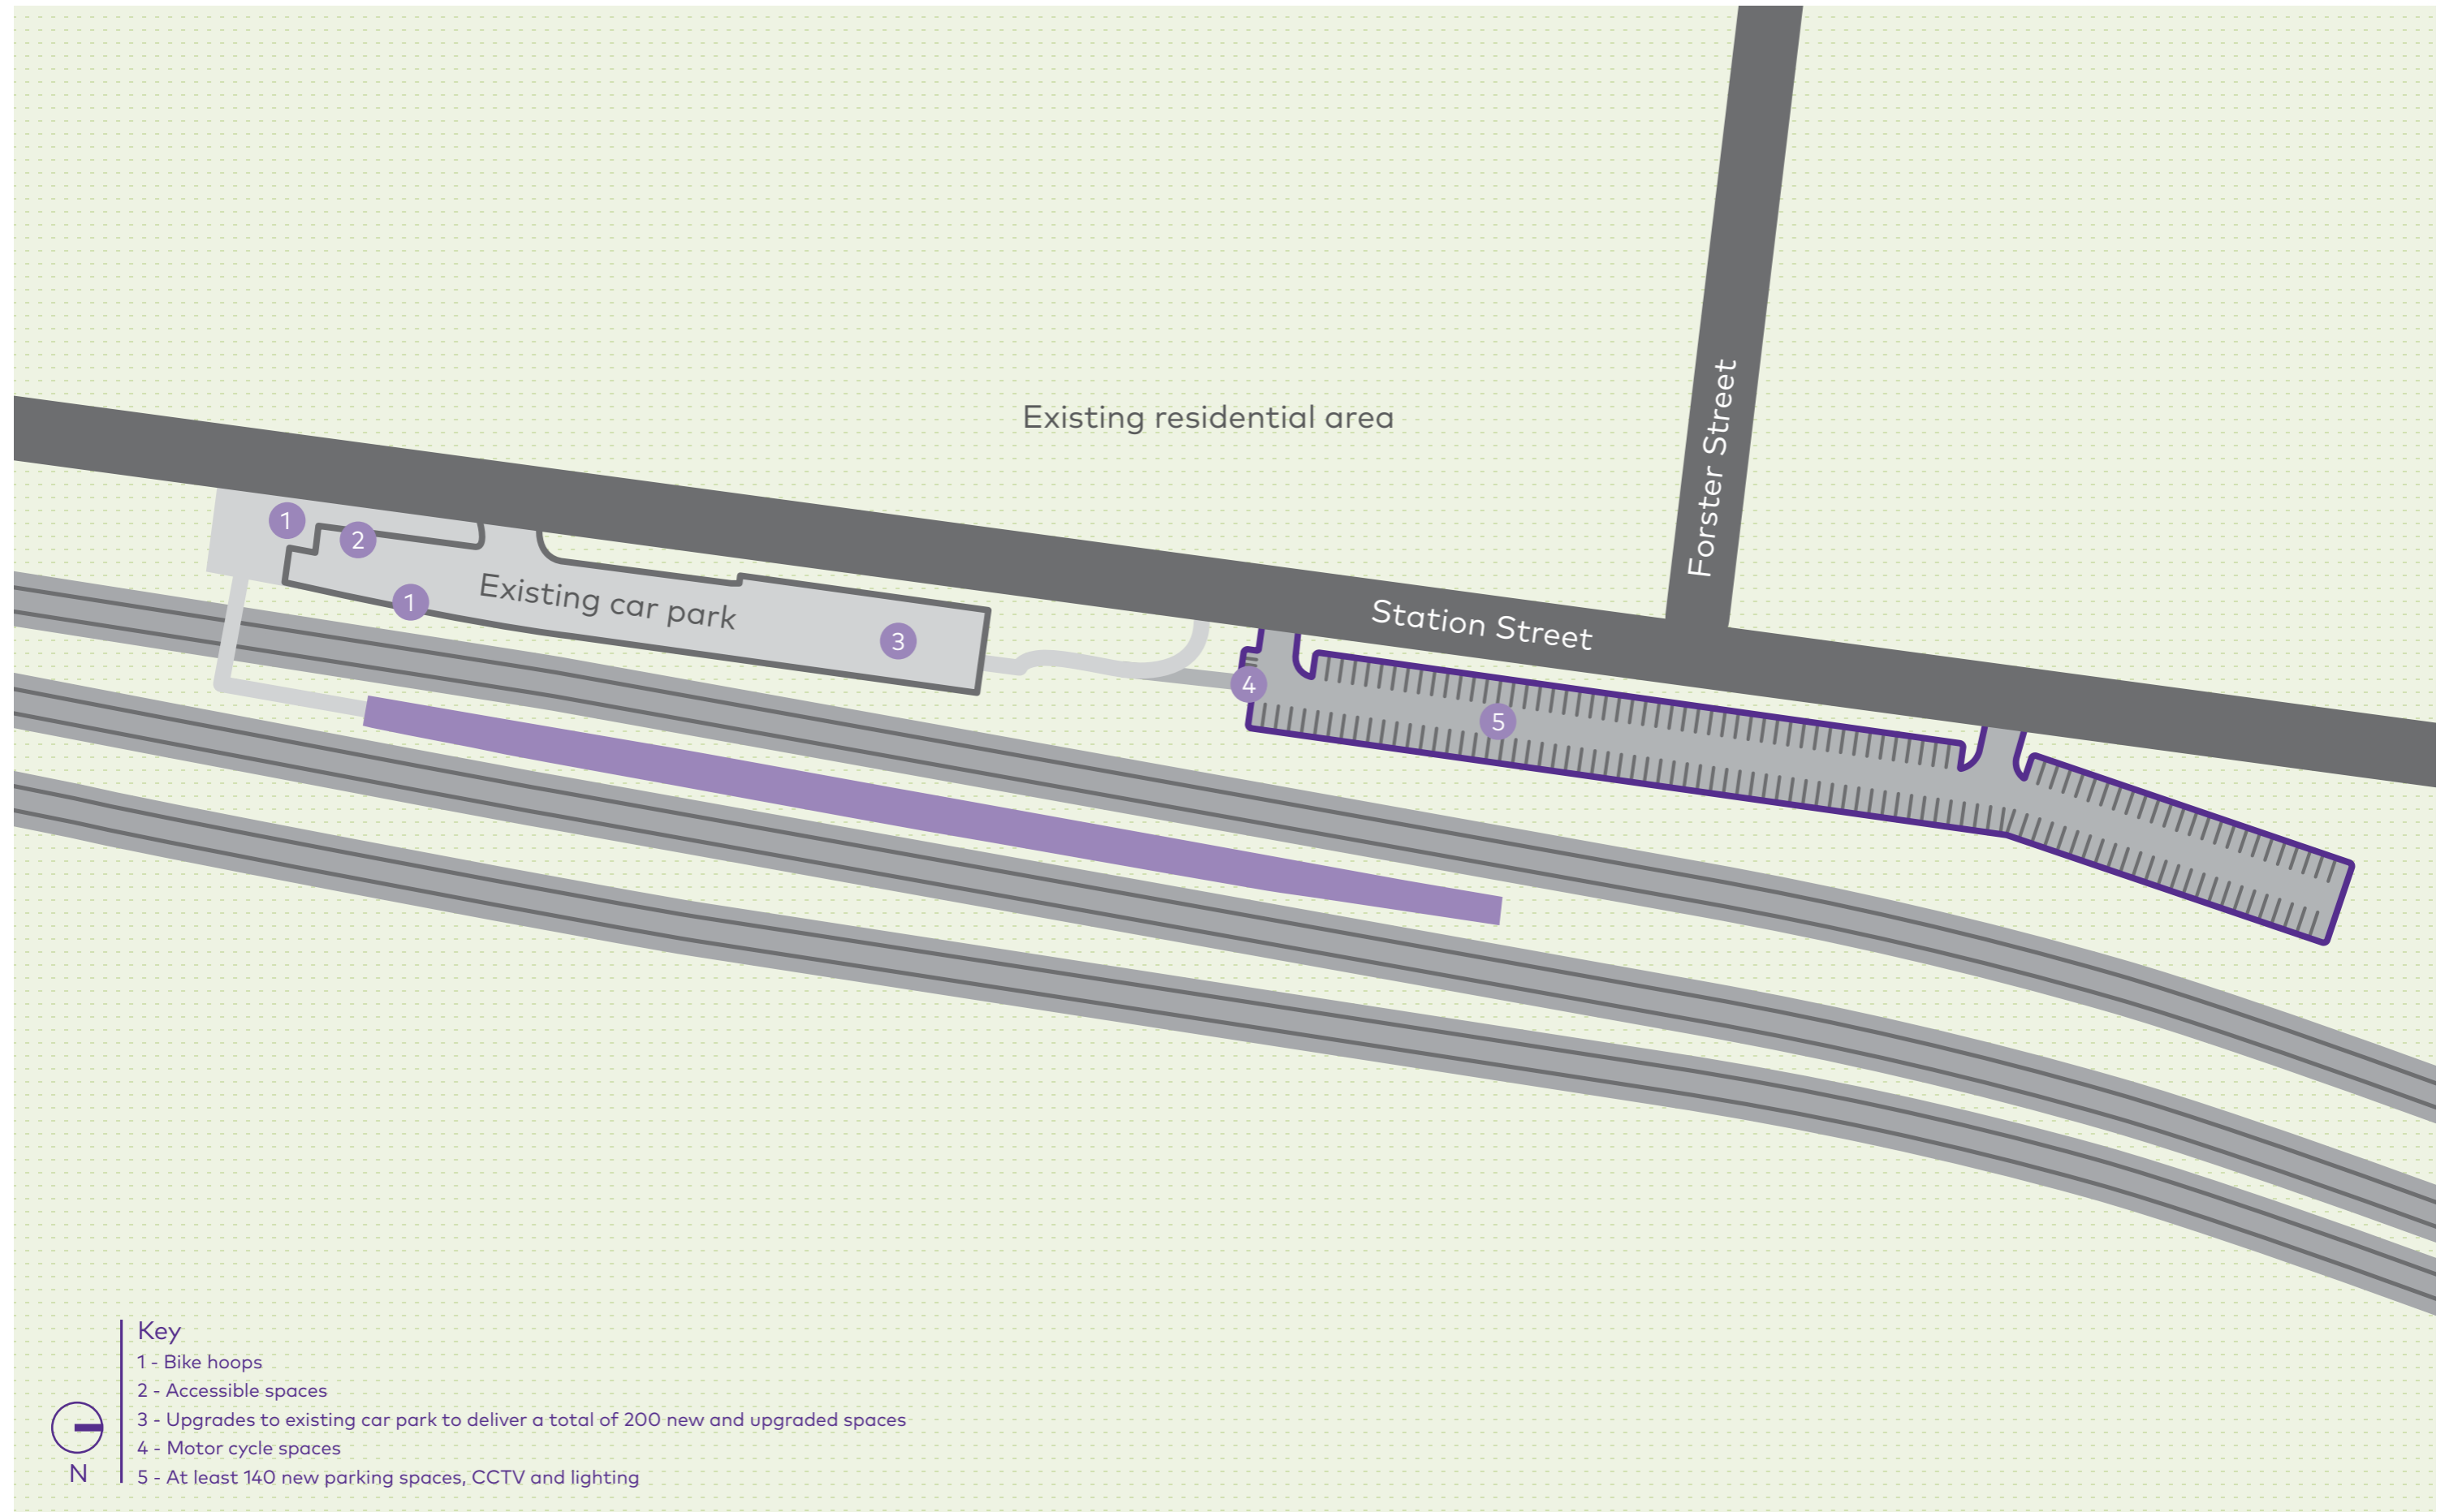 Existing residential area
Forster Street
Station Street
1
2
1
Existing car park
3
4
5
Key
1 - Bike hoops
2 - Accessible spaces
3 - Upgrades to existing car park to deliver a total of 200 new and upgraded spaces
4 - Motor cycle spaces
5 - At least 140 new parking spaces, CCTV and lighting
N